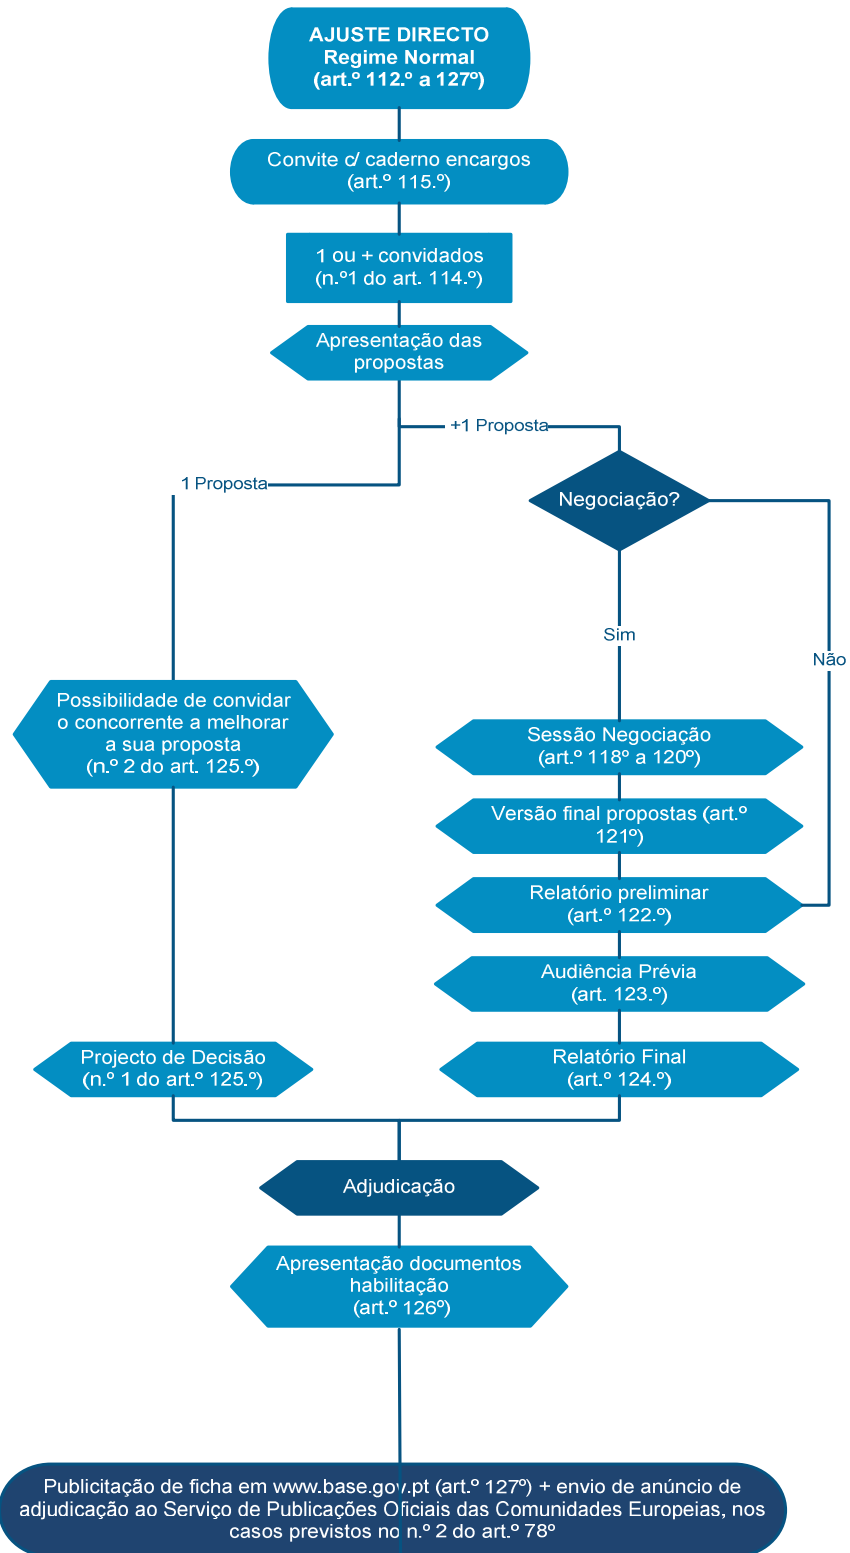 AJUSTE DIRECTO
Regime Normal
(art.º 112.º a 127º)
Convite c/ caderno encargos
(art.º 115.º)
1 ou + convidados
(n.º1 do art. 114.º)
Apresentação das
propostas
+1 Proposta
1 Proposta
Negociação?
Sim
Não
Possibilidade de convidar
o concorrente a melhorar
a sua proposta
(n.º 2 do art. 125.º)
Sessão Negociação
(art.º 118º a 120º)
Versão final propostas (art.º
121º)
Relatório preliminar
(art.º 122.º)
Audiência Prévia
(art. 123.º)
Projecto de Decisão
(n.º 1 do art.º 125.º)
Relatório Final
(art.º 124.º)
Adjudicação
Apresentação documentos
habilitação
(art.º 126º)
Publicitação de ficha em www.base.gov.pt (art.º 127º) + envio de anúncio de
adjudicação ao Serviço de Publicações Oficiais das Comunidades Europeias, nos
casos previstos no n.º 2 do art.º 78º